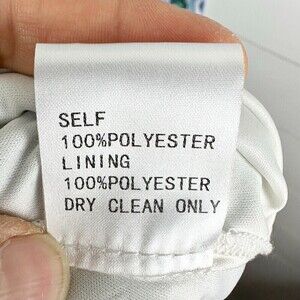 SELF
100%POLYESTER
LINING
100%POLYESTER
DRY CLEAN ONLY